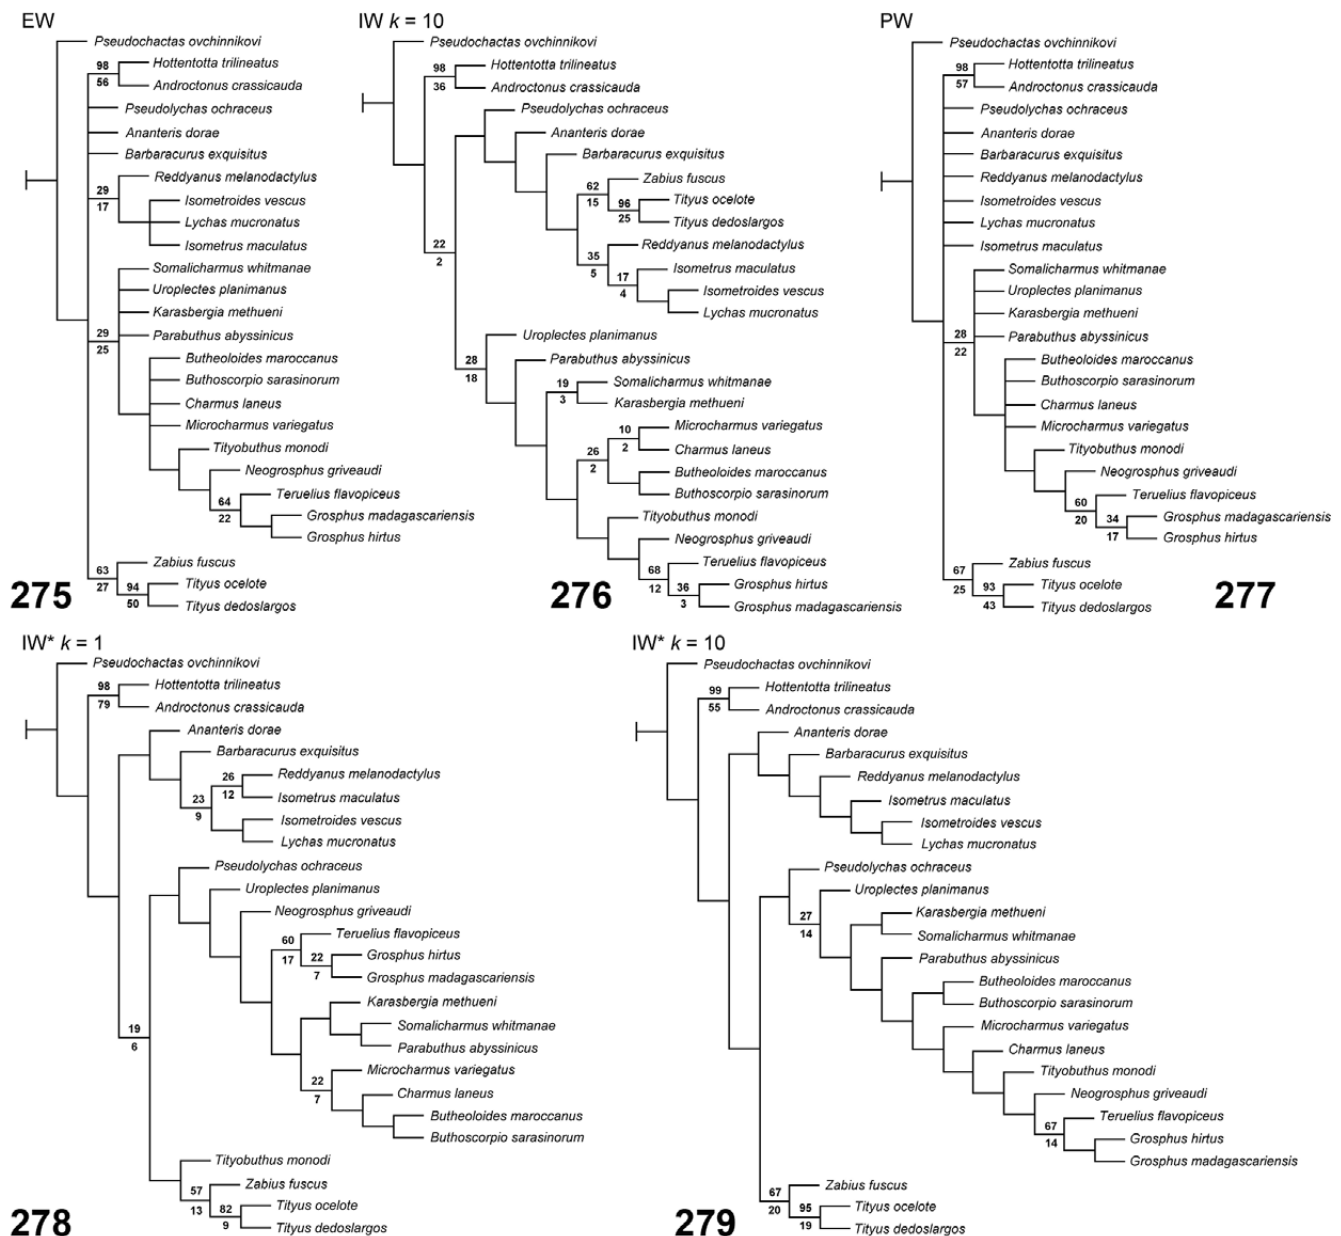 EW
Pseudochactas ovchinnikovi
98
Hottentotta trilineatus
56
Androctonus crassicauda
Pseudolychas ochraceus
Ananteris dorae
Barbaracurus exquisitus
Reddyanus melanodactylus
29
17
Isometroides vescus
Lychas mucronatus
Isometrus maculatus
Somalicharmus whitmanae
Uroplectes planimanus
Karasbergia methueni
29
25
Parabuthus abyssinicus
Butheoloides maroccanus
Buthoscorpio sarasinorum
Charmus laneus
Microcharmus variegatus
Tityobuthus monodi
Neogrosphus griveaudi
64
22
Teruelius flavopiceus
Grosphus madagascariensis
Grosphus hirtus
63
27
Zabius fuscus
94
50
Tityus ocelote
Tityus dedoslargos
275
IW k = 10
Pseudochactas ovchinnikovi
98
36
Hottentotta trilineatus
Androctonus crassicauda
Pseudolychas ochraceus
Ananteris dorae
Barbaracurus exquisitus
62
15
Zabius fuscus
96
25
Tityus ocelote
Tityus dedoslargos
22
2
35
5
Reddyanus melanodactylus
17
4
Isometrus maculatus
Isometroides vescus
Lychas mucronatus
28
18
Uroplectes planimanus
Parabuthus abyssinicus
19
3
Somalicharmus whitmanae
Karasbergia methueni
26
2
10
2
Microcharmus variegatus
Charmus laneus
Butheoloides maroccanus
Buthoscorpio sarasinorum
Tityobuthus monodi
Neogrosphus griveaudi
68
12
Teruelius flavopiceus
36
3
Grosphus hirtus
Grosphus madagascariensis
276
PW
Pseudochactas ovchinnikovi
98
57
Hottentotta trilineatus
Androctonus crassicauda
Pseudolychas ochraceus
Ananteris dorae
Barbaracurus exquisitus
Reddyanus melanodactylus
Isometroides vescus
Lychas mucronatus
Isometrus maculatus
Somalicharmus whitmanae
Uroplectes planimanus
Karasbergia methueni
28
22
Parabuthus abyssinicus
Butheoloides maroccanus
Buthoscorpio sarasinorum
Charmus laneus
Microcharmus variegatus
Tityobuthus monodi
Neogrosphus griveaudi
60
20
Teruelius flavopiceus
34
17
Grosphus madagascariensis
Grosphus hirtus
67
25
Zabius fuscus
93
43
Tityus ocelote
Tityus dedoslargos
277
IW* k = 1
Pseudochactas ovchinnikovi
98
79
Hottentotta trilineatus
Androctonus crassicauda
Ananteris dorae
Barbaracurus exquisitus
23
9
26
12
Reddyanus melanodactylus
Isometrus maculatus
Isometroides vescus
Lychas mucronatus
Pseudolychas ochraceus
Uroplectes planimanus
Neogrosphus griveaudi
60
17
Teruelius flavopiceus
22
7
Grosphus hirtus
Grosphus madagascariensis
19
6
Karasbergia methueni
Somalicharmus whitmanae
Parabuthus abyssinicus
22
7
Microcharmus variegatus
Charmus laneus
Butheoloides maroccanus
Buthoscorpio sarasinorum
Tityobuthus monodi
57
13
Zabius fuscus
82
9
Tityus ocelote
Tityus dedoslargos
278
IW* k = 10
Pseudochactas ovchinnikovi
99
55
Hottentotta trilineatus
Androctonus crassicauda
Ananteris dorae
Barbaracurus exquisitus
Reddyanus melanodactylus
Isometrus maculatus
Isometroides vescus
Lychas mucronatus
Pseudolychas ochraceus
27
14
Uroplectes planimanus
Karasbergia methueni
Somalicharmus whitmanae
Parabuthus abyssinicus
Butheoloides maroccanus
Buthoscorpio sarasinorum
Microcharmus variegatus
Charmus laneus
Tityobuthus monodi
Neogrosphus griveaudi
67
14
Teruelius flavopiceus
Grosphus hirtus
Grosphus madagascariensis
67
20
Zabius fuscus
95
19
Tityus ocelote
Tityus dedoslargos
279